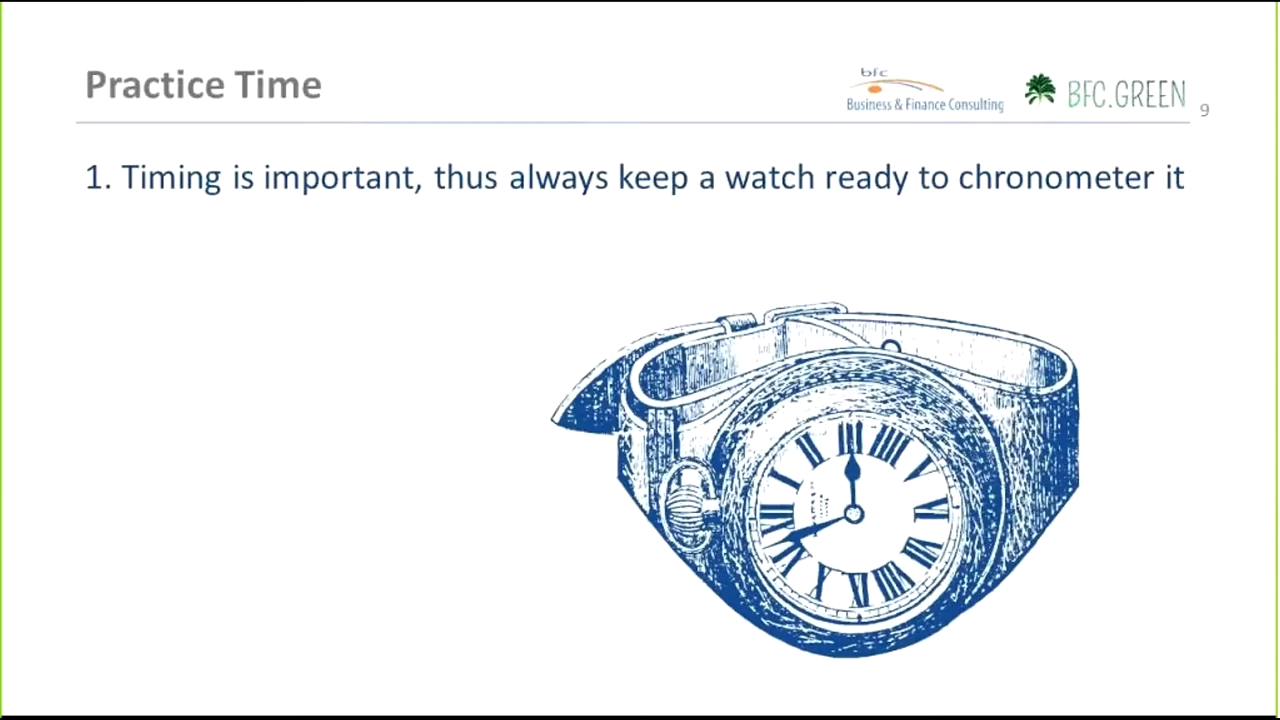 Practice Time
bfc
Business & Finance Consulting
BFC.GREEN
9
1. Timing is important, thus always keep a watch ready to chronometer it